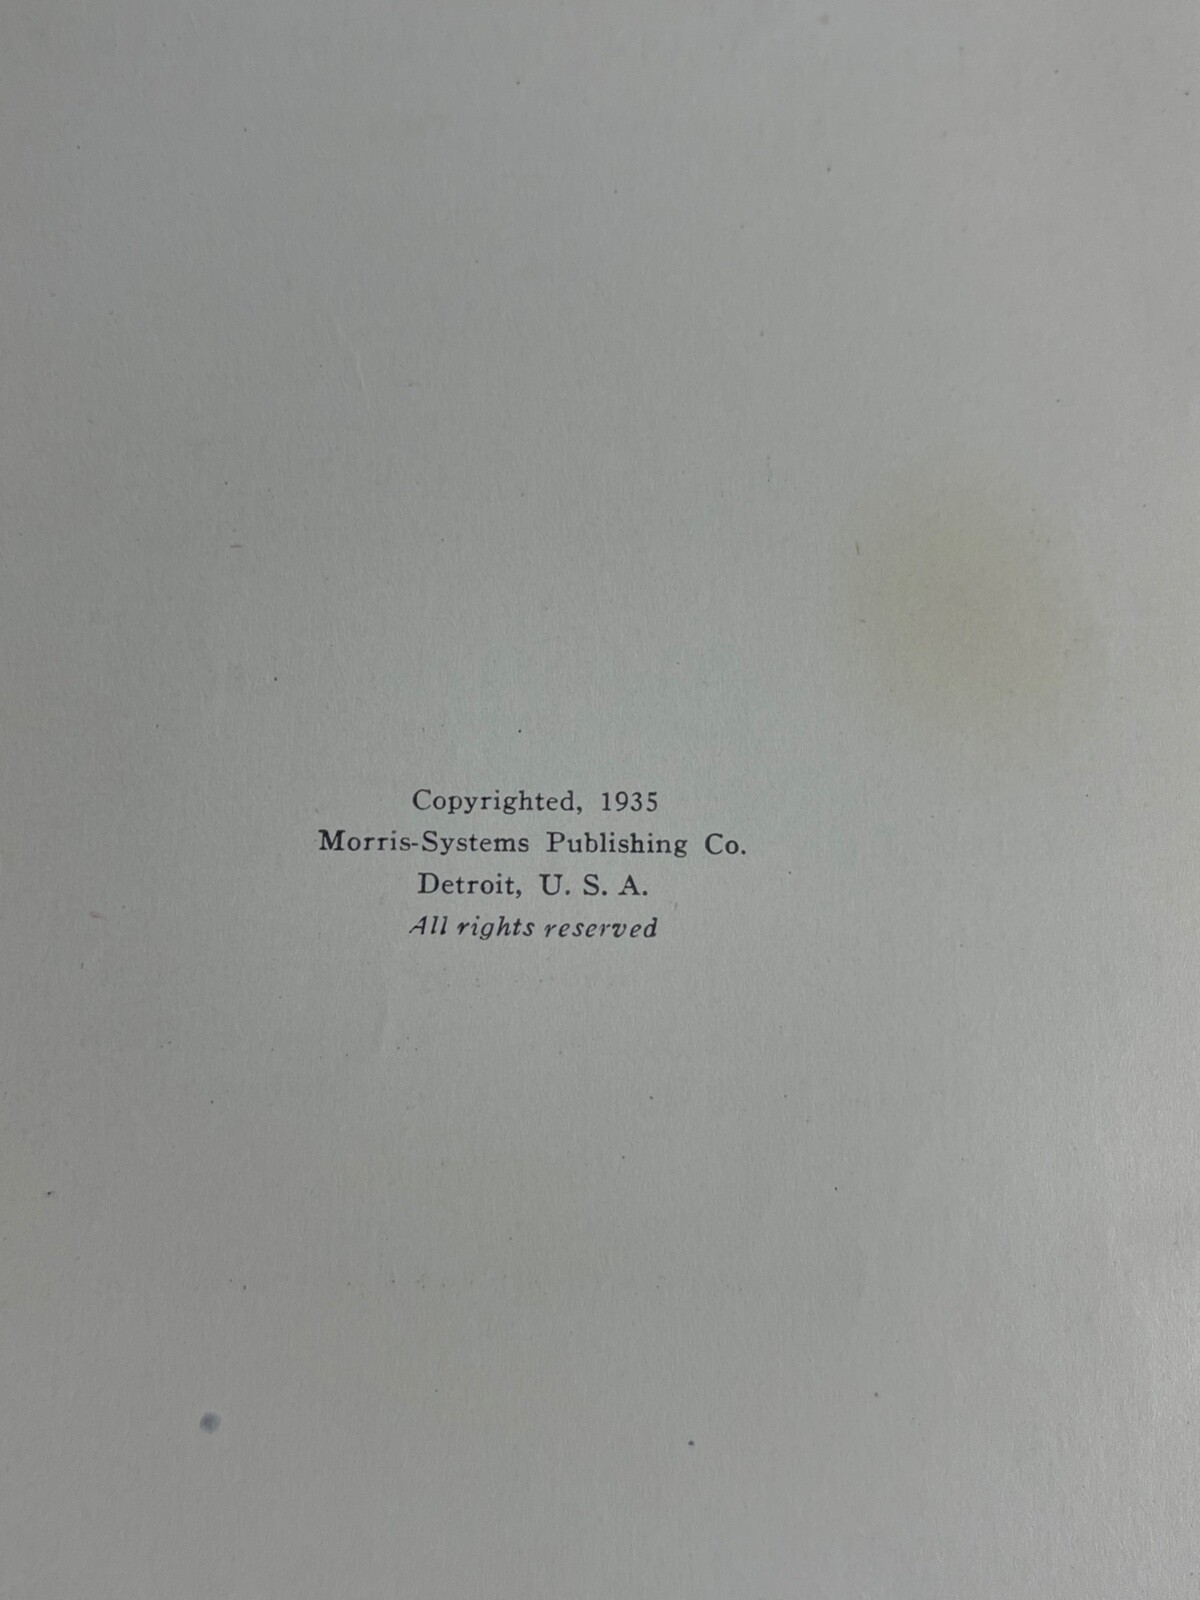 Copyrighted, 1935
Morris-Systems Publishing Co.
Detroit, U. S. A.
All rights reserved